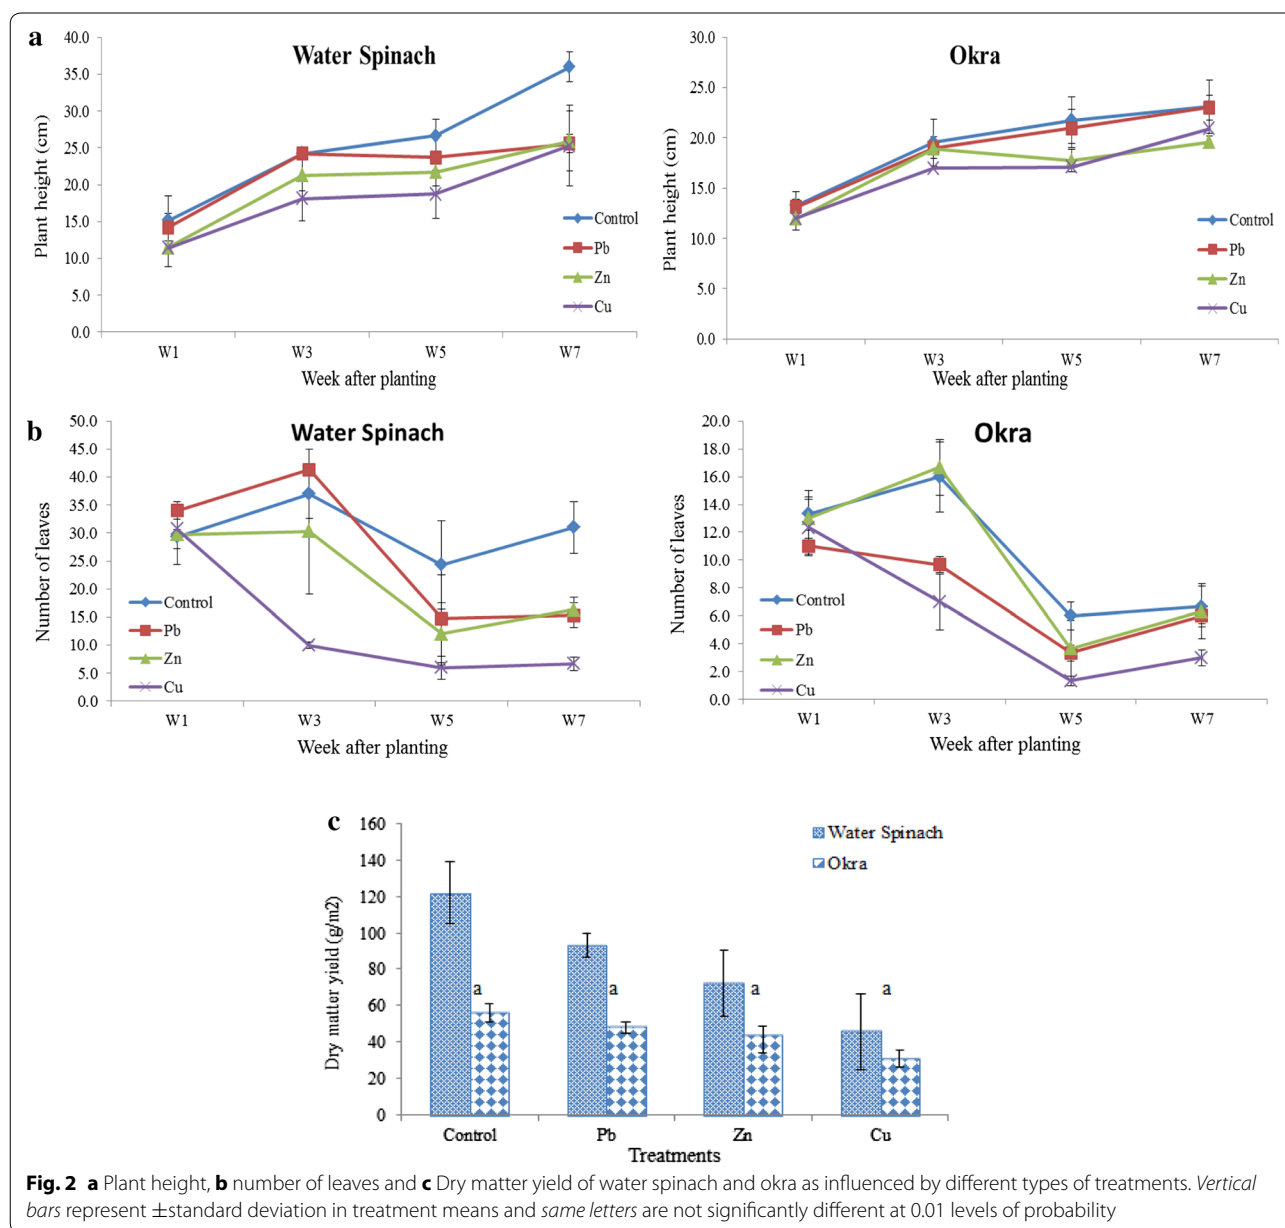 a
Water Spinach
40.0
35.0
30.0
25.0
20.0
15.0
10.0
5.0
0.0
Plant height (cm)
W1 W3 W5 W7
Week after planting
Control
Pb
Zn
Cu
Okra
30.0
25.0
20.0
15.0
10.0
5.0
0.0
Plant height (cm)
W1 W3 W5 W7
Week after planting
Control
Pb
Zn
Cu
b
Water Spinach
50.0
45.0
40.0
35.0
30.0
25.0
20.0
15.0
10.0
5.0
0.0
Number of leaves
W1 W3 W5 W7
Week after planting
Control
Pb
Zn
Cu
Okra
20.0
18.0
16.0
14.0
12.0
10.0
8.0
6.0
4.0
2.0
0.0
Number of leaves
W1 W3 W5 W7
Week after planting
Control
Pb
Zn
Cu
c
160
140
120
100
80
60
40
20
0
Dry matter yield (g/m2)
Water Spinach
Okra
a a a a
Control Pb Zn Cu
Treatments
Fig. 2 a Plant height, b number of leaves and c Dry matter yield of water spinach and okra as influenced by different types of treatments. Vertical
bars represent ±standard deviation in treatment means and same letters are not significantly different at 0.01 levels of probability